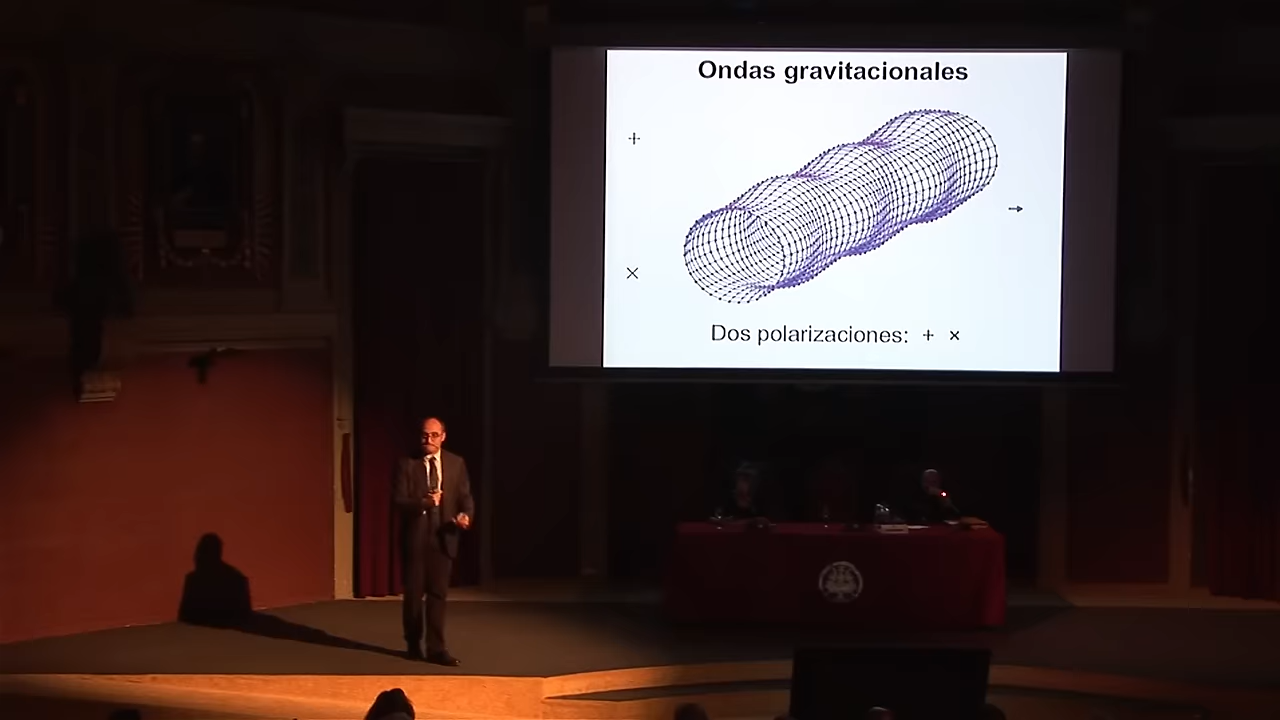 Ondas gravitacionales
+
×
→
Dos polarizaciones: + ×